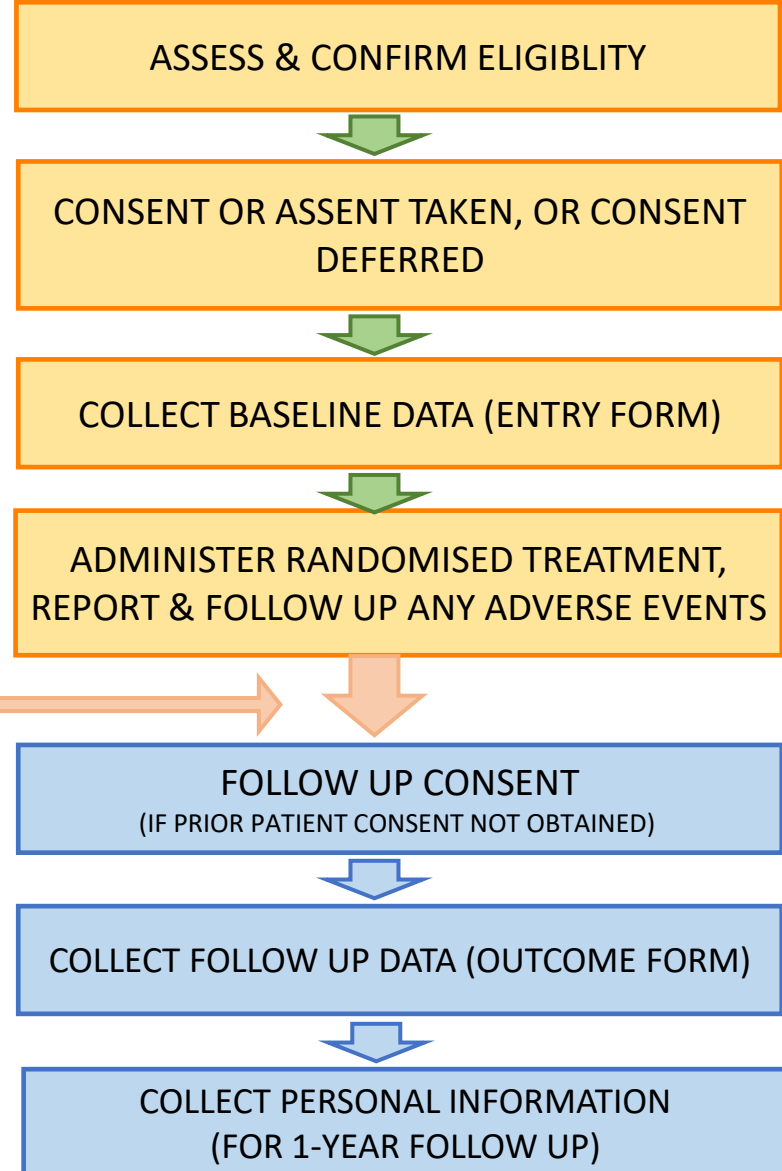 ASSESS & CONFIRM ELIGIBLITY
CONSENT OR ASSENT TAKEN, OR CONSENT
DEFERRED
COLLECT BASELINE DATA (ENTRY FORM)
ADMINISTER RANDOMISED TREATMENT,
REPORT & FOLLOW UP ANY ADVERSE EVENTS
FOLLOW UP CONSENT
(IF PRIOR PATIENT CONSENT NOT OBTAINED)
COLLECT FOLLOW UP DATA (OUTCOME FORM)
COLLECT PERSONAL INFORMATION
(FOR 1-YEAR FOLLOW UP)